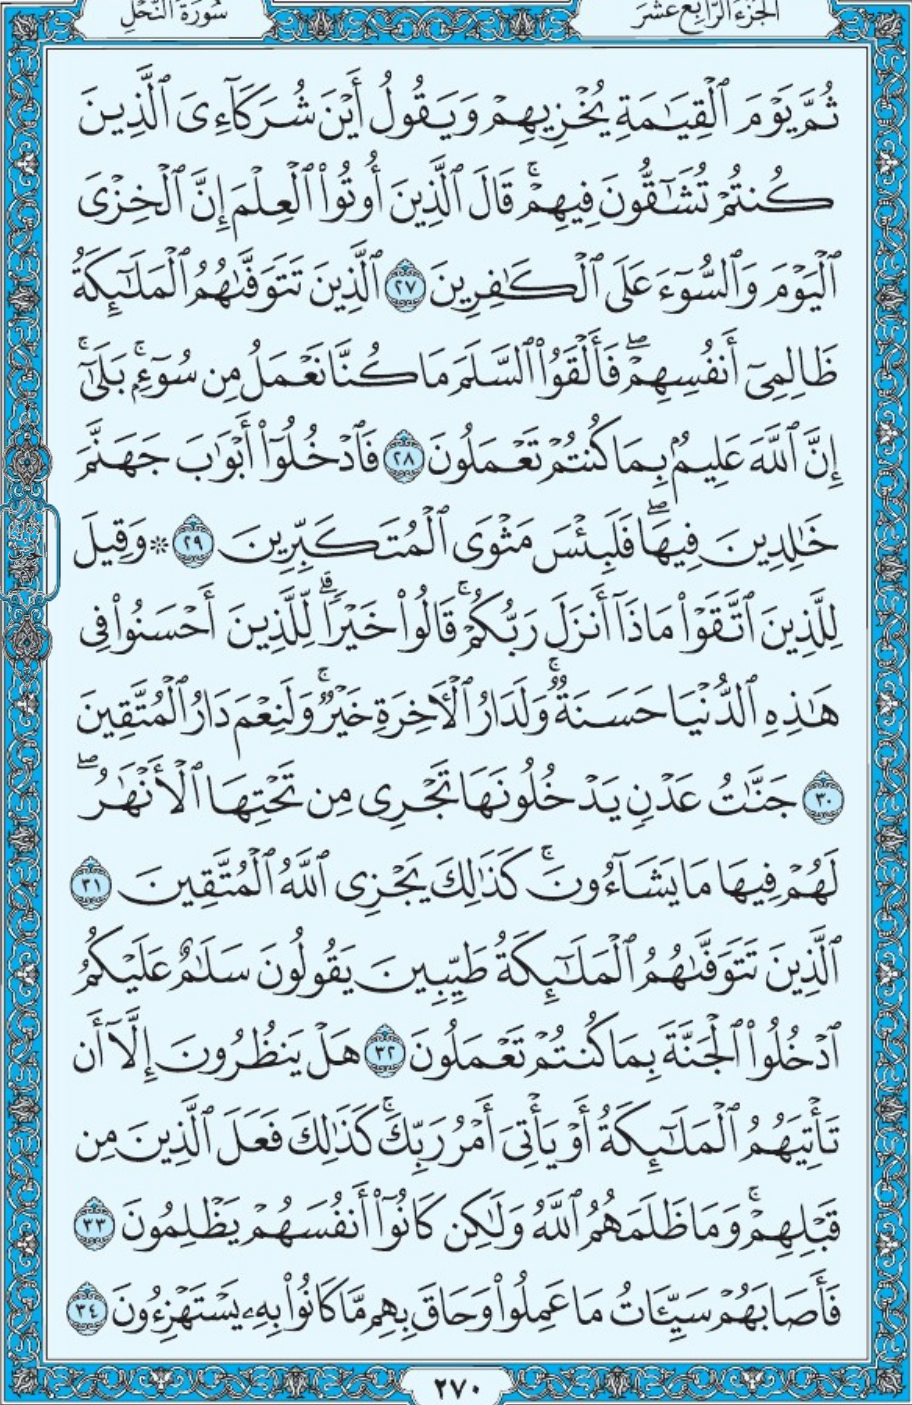 الجزء الرابع عشر
سورة النحل
ثُمَّ يَوْمَ ٱلْقِيَٰمَةِ يُخْزِيهِمْ وَيَقُولُ أَيْنَ شُرَكَآءِىَ ٱلَّذِينَ
كُنتُمْ تُشَٰٓقُّونَ فِيهِمْ ۚ قَالَ ٱلَّذِينَ أُوتُوا۟ ٱلْعِلْمَ إِنَّ ٱلْخِزْىَ
ٱلْيَوْمَ وَٱلسُّوٓءَ عَلَى ٱلْكَٰفِرِينَ ٢٧ ٱلَّذِينَ تَتَوَفَّىٰهُمُ ٱلْمَلَٰٓئِكَةُ
ظَالِمِىٓ أَنفُسِهِمْ ۖ فَأَلْقَوُا۟ ٱلسَّلَمَ مَا كُنَّا نَعْمَلُ مِن سُوٓءٍۭ ۚ بَلَىٰٓ ۚ
إِنَّ ٱللَّهَ عَلِيمٌۢ بِمَا كُنتُمْ تَعْمَلُونَ ٢٨ فَٱدْخُلُوٓا۟ أَبْوَٰبَ جَهَنَّمَ
خَٰلِدِينَ فِيهَا ۖ فَلَبِئْسَ مَثْوَى ٱلْمُتَكَبِّرِينَ ٢٩ ۞ وَقِيلَ
لِلَّذِينَ ٱتَّقَوْا۟ مَاذَآ أَنزَلَ رَبُّكُمْ ۚ قَالُوا۟ خَيْرًا ۗ لِّلَّذِينَ أَحْسَنُوا۟ فِى
هَٰذِهِ ٱلدُّنْيَا حَسَنَةٌ ۚ وَلَدَارُ ٱلْءَاخِرَةِ خَيْرٌ ۚ وَلَنِعْمَ دَارُ ٱلْمُتَّقِينَ
٣٠ جَنَّٰتُ عَدْنٍ يَدْخُلُونَهَا تَجْرِى مِن تَحْتِهَا ٱلْأَنْهَٰرُ ۖ
لَهُمْ فِيهَا مَا يَشَآءُونَ ۚ كَذَٰلِكَ يَجْزِى ٱللَّهُ ٱلْمُتَّقِينَ ٣١
ٱلَّذِينَ تَتَوَفَّىٰهُمُ ٱلْمَلَٰٓئِكَةُ طَيِّبِينَ يَقُولُونَ سَلَٰمٌ عَلَيْكُمُ
ٱدْخُلُوا۟ ٱلْجَنَّةَ بِمَا كُنتُمْ تَعْمَلُونَ ٣٢ هَلْ يَنظُرُونَ إِلَّآ أَن
تَأْتِيَهُمُ ٱلْمَلَٰٓئِكَةُ أَوْ يَأْتِىَ أَمْرُ رَبِّكَ ۚ كَذَٰلِكَ فَعَلَ ٱلَّذِينَ مِن
قَبْلِهِمْ ۚ وَمَا ظَلَمَهُمُ ٱللَّهُ وَلَٰكِن كَانُوٓا۟ أَنفُسَهُمْ يَظْلِمُونَ ٣٣
فَأَصَابَهُمْ سَيِّـَٔاتُ مَا عَمِلُوا۟ وَحَاقَ بِهِم مَّا كَانُوا۟ بِهِۦ يَسْتَهْزِءُونَ ٣٤
٢٧٠